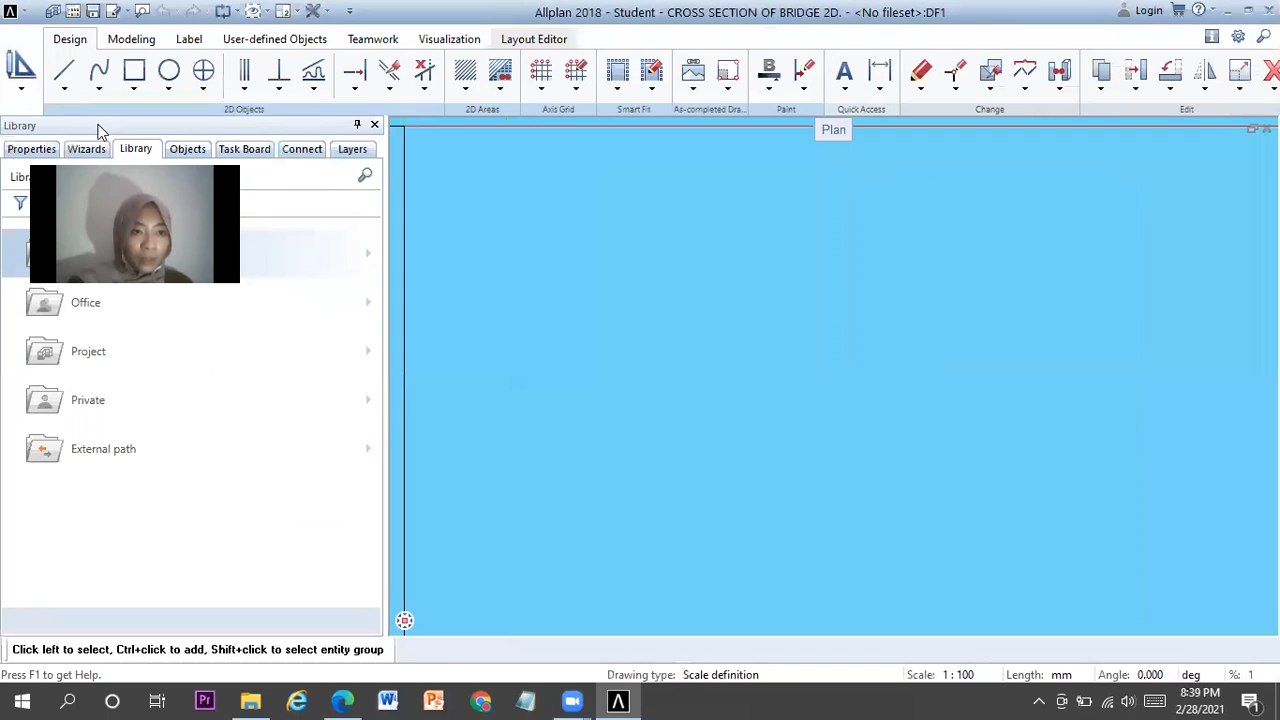 Allplan 2018 - Student - CROSS SECTION OF BRIDGE 2D. - <No fileset>:DF1
Login
Design Modeling Label User-defined Objects Teamwork Visualization Layout Editor
2D Objects 2D Areas Axis Grid Smart Fit As-completed Dra... Paint Quick Access Change Edit
Library
Plan
Properties Wizards Library Objects Task Board Connect Layers
Office
Project
Private
External path
Click left to select, Ctrl+click to add, Shift+click to select entity group
Press F1 to get Help. Drawing type: Scale definition Scale: 1 : 100 Length: mm Angle: 0.000 deg %: 1
8:39 PM
2/28/2021